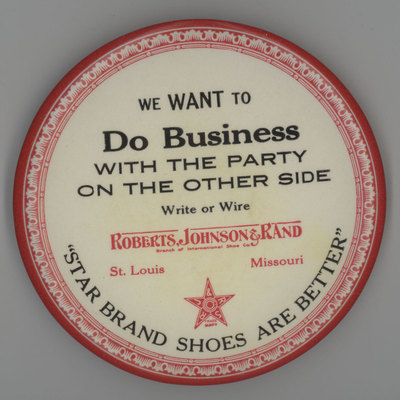 WE WANT TO
Do Business
WITH THE PARTY
ON THE OTHER SIDE
Write or Wire
ROBERTS, JOHNSON & RAND
Branch of International Shoe Co.
St. Louis Missouri
"STAR BRAND SHOES ARE BETTER"